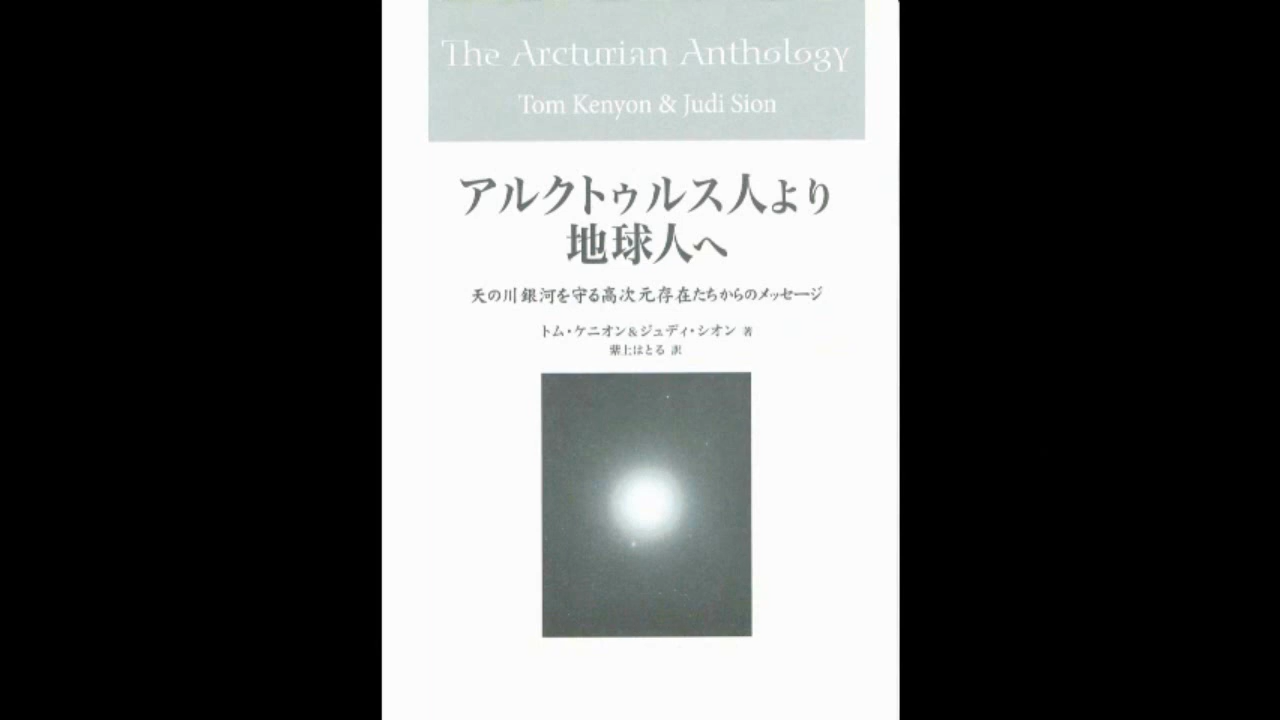 The Arcturian Anthology
Tom Kenyon & Judi Sion
アルクトゥルス人より
地球人へ
天の川銀河を守る高次元存在たちからのメッセージ
トム・ケニオン&ジュディ・シオン 著
紫上はとる 訳